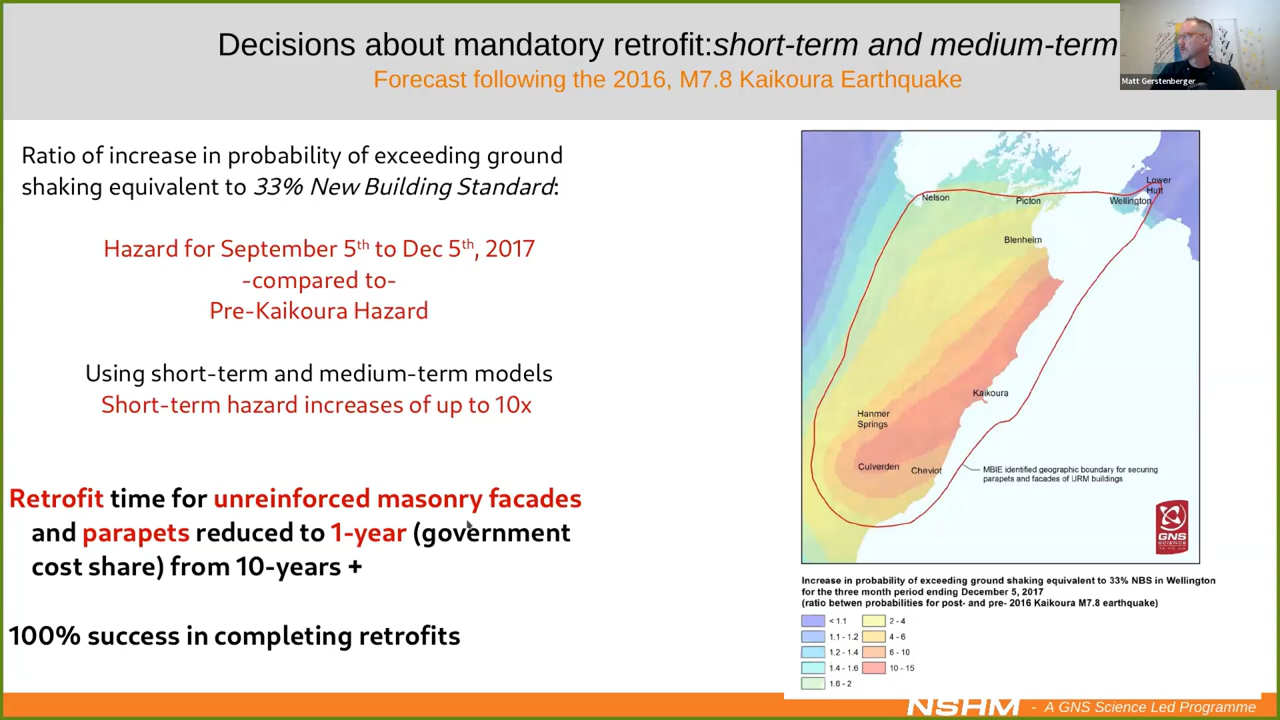 Decisions about mandatory retrofit:short-term and medium-term
Forecast following the 2016, M7.8 Kaikoura Earthquake
Matt Gerstenberger
Ratio of increase in probability of exceeding ground
shaking equivalent to 33% New Building Standard:
Hazard for September 5th to Dec 5th, 2017
-compared to-
Pre-Kaikoura Hazard
Using short-term and medium-term models
Short-term hazard increases of up to 10x
Retrofit time for unreinforced masonry facades
and parapets reduced to 1-year (government
cost share) from 10-years +
100% success in completing retrofits
Lower
Hutt
Nelson
Picton
Wellington
Blenheim
Kaikoura
Hanmer
Springs
Culverden
Cheviot
MBIE identified geographic boundary for securing
parapets and facades of URM buildings
GNS
SCIENCE
Increase in probability of exceeding ground shaking equivalent to 33% NBS in Wellington
for the three month period ending December 5, 2017
(ratio betwen probabilities for post- and pre- 2016 Kaikoura M7.8 earthquake)
< 1.1
1.1 - 1.2
1.2 - 1.4
1.4 - 1.6
1.6 - 2
2 - 4
4 - 6
6 - 10
10 - 15
NSHM - A GNS Science Led Programme